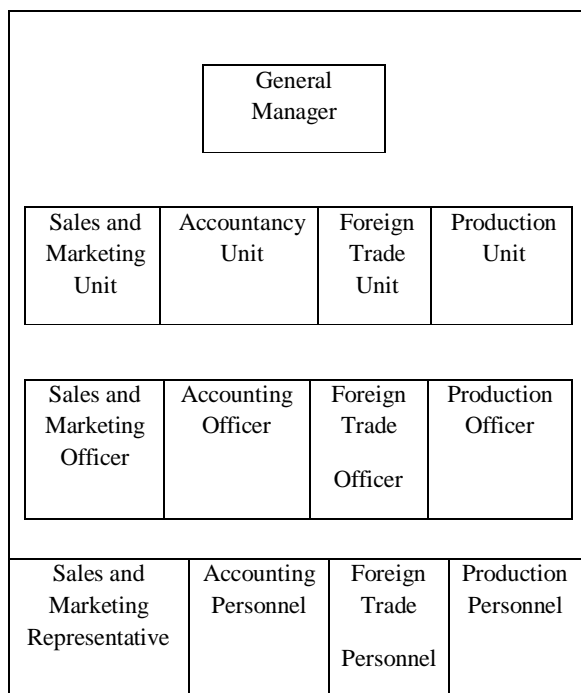 General
Manager
Sales and
Marketing
Unit
Accountancy
Unit
Foreign
Trade
Unit
Production
Unit
Sales and
Marketing
Officer
Accounting
Officer
Foreign
Trade
Officer
Production
Officer
Sales and
Marketing
Representative
Accounting
Personnel
Foreign
Trade
Personnel
Production
Personnel